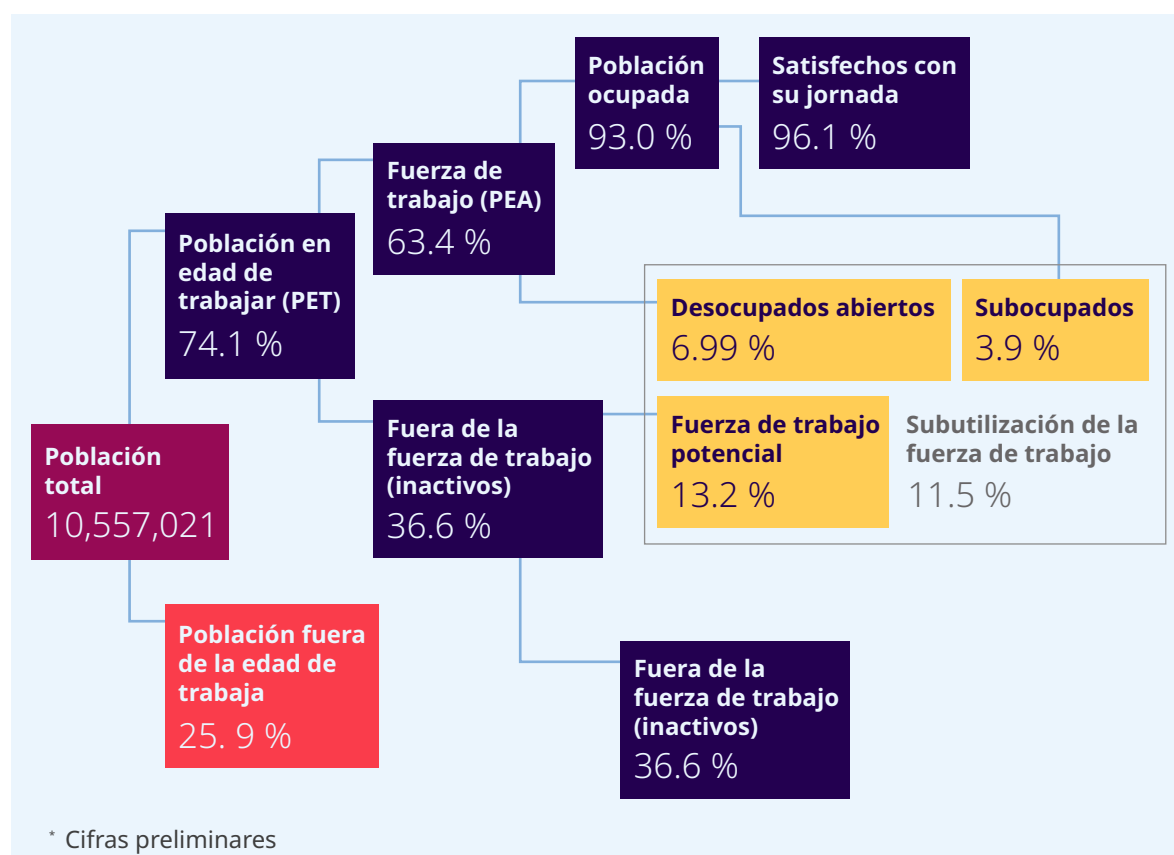 Población
ocupada
93.0 %
Satisfechos con
su jornada
96.1 %
Fuerza de
trabajo (PEA)
63.4 %
Población en
edad de
trabajar (PET)
74.1 %
Desocupados abiertos
6.99 %
Subocupados
3.9 %
Fuera de la
fuerza de trabajo
(inactivos)
36.6 %
Fuerza de trabajo
potencial
13.2 %
Subutilización de la
fuerza de trabajo
11.5 %
Población
total
10,557,021
Población fuera
de la edad de
trabaja
25. 9 %
Fuera de la
fuerza de trabajo
(inactivos)
36.6 %
* Cifras preliminares